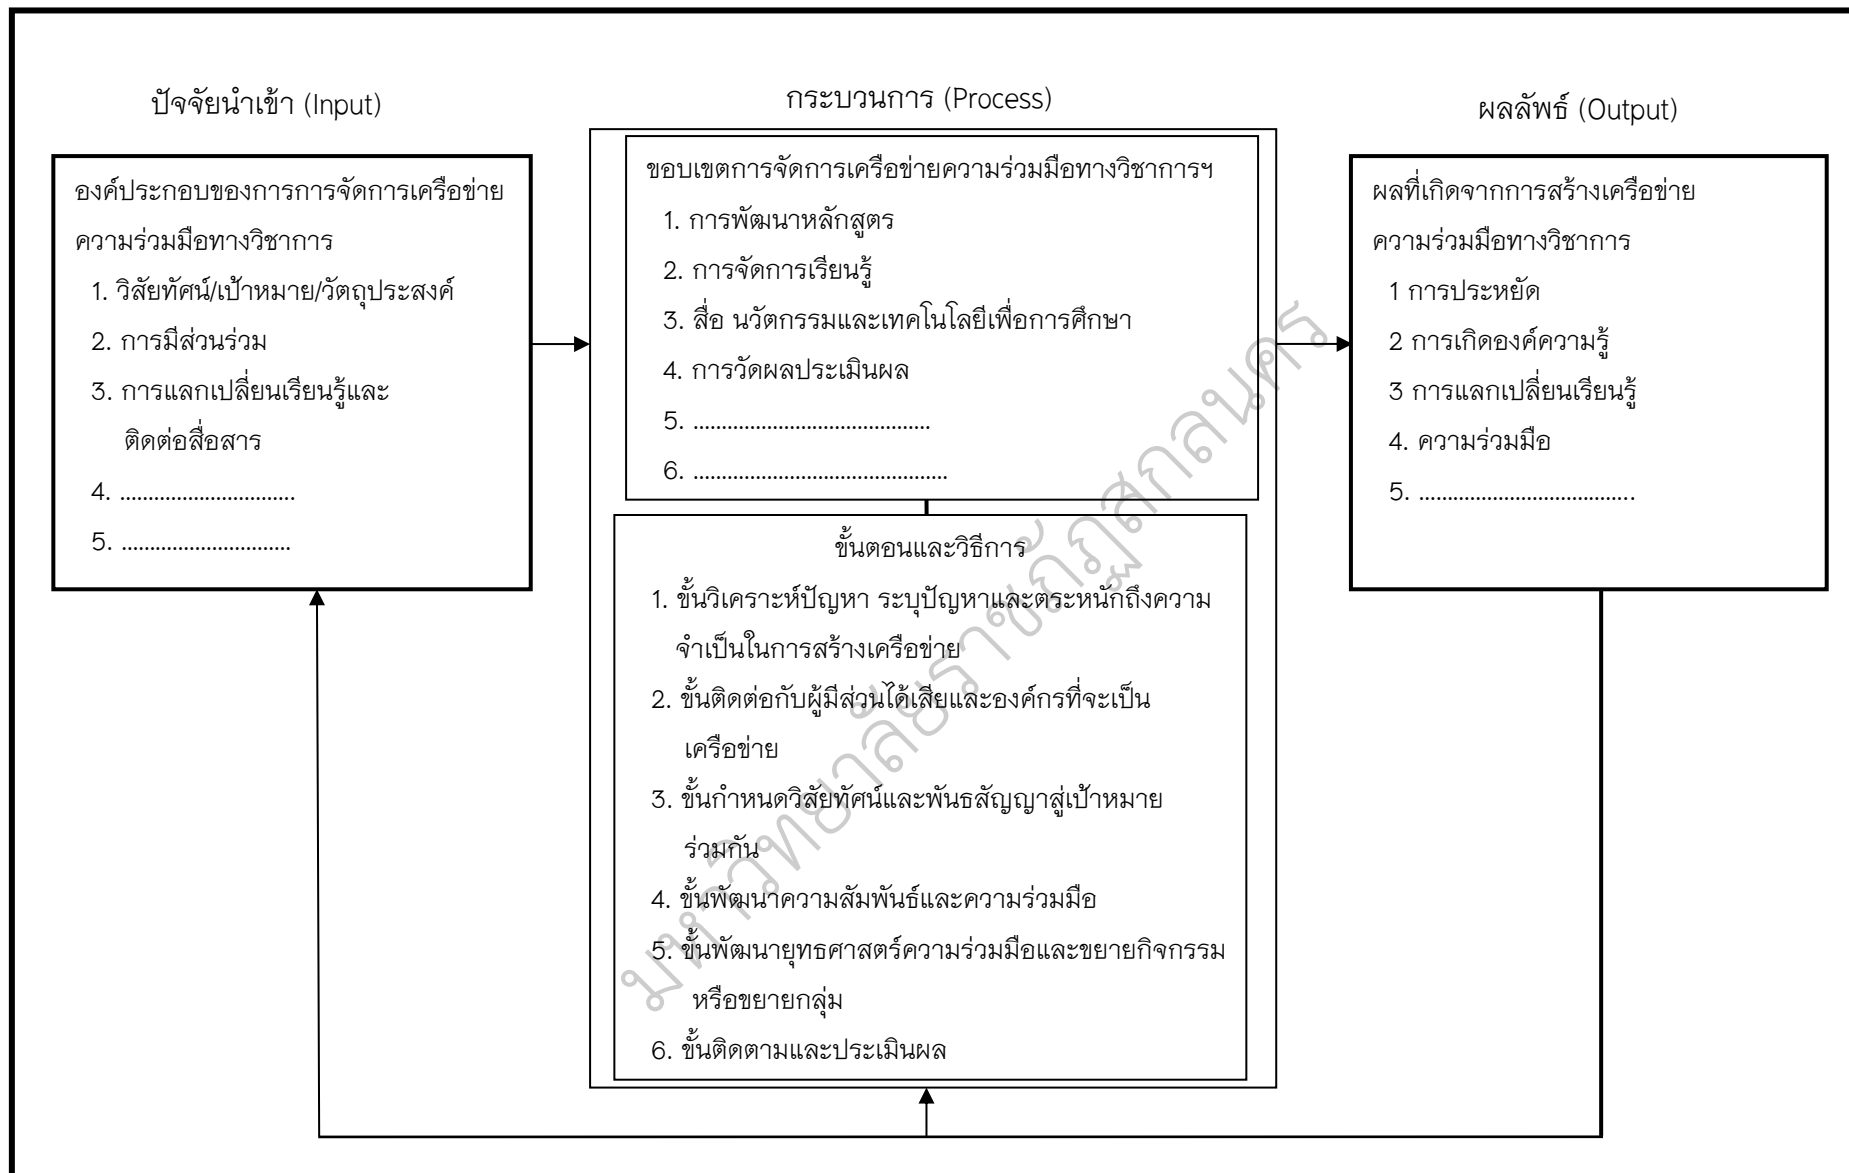 ปัจจัยนำเข้า (Input)
องค์ประกอบของการการจัดการเครือข่าย
ความร่วมมือทางวิชาการ
1. วิสัยทัศน์/เป้าหมาย/วัตถุประสงค์
2. การมีส่วนร่วม
3. การแลกเปลี่ยนเรียนรู้และ
ติดต่อสื่อสาร
4. ...............................
5. ..............................
กระบวนการ (Process)
ขอบเขตการจัดการเครือข่ายความร่วมมือทางวิชาการฯ
1. การพัฒนาหลักสูตร
2. การจัดการเรียนรู้
3. สื่อ นวัตกรรมและเทคโนโลยีเพื่อการศึกษา
4. การวัดผลประเมินผล
5. ..........................................
6. .............................................
ขั้นตอนและวิธีการ
1. ขั้นวิเคราะห์ปัญหา ระบุปัญหาและตระหนักถึงความ
จำเป็นในการสร้างเครือข่าย
2. ขั้นติดต่อกับผู้มีส่วนได้เสียและองค์กรที่จะเป็น
เครือข่าย
3. ขั้นกำหนดวิสัยทัศน์และพันธสัญญาสู่เป้าหมาย
ร่วมกัน
4. ขั้นพัฒนาความสัมพันธ์และความร่วมมือ
5. ขั้นพัฒนายุทธศาสตร์ความร่วมมือและขยายกิจกรรม
หรือขยายกลุ่ม
6. ขั้นติดตามและประเมินผล
ผลลัพธ์ (Output)
ผลที่เกิดจากการสร้างเครือข่าย
ความร่วมมือทางวิชาการ
1 การประหยัด
2 การเกิดองค์ความรู้
3 การแลกเปลี่ยนเรียนรู้
4. ความร่วมมือ
5. ......................................
มหาวิทยาลัยราชภัฏสกลนคร